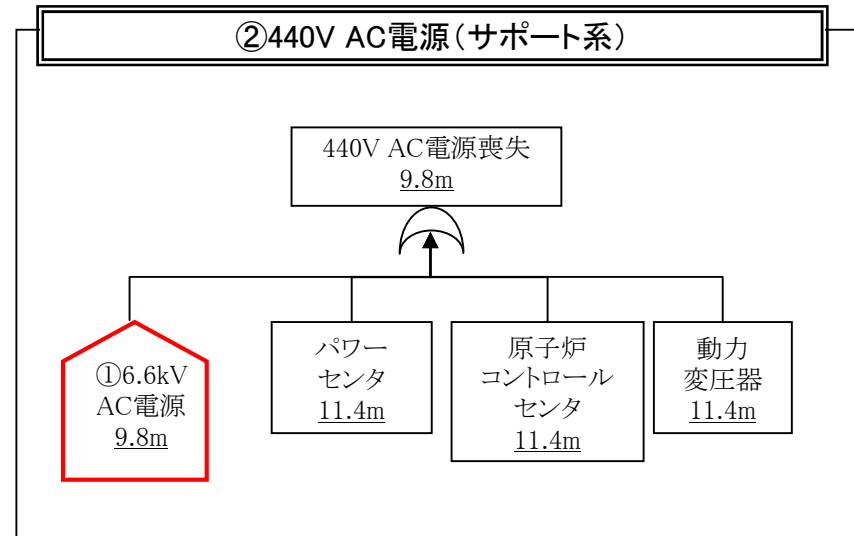 ②440V AC電源（サポート系）
440V AC電源喪失
9.8m
①6.6kV
AC電源
9.8m
パワー
センタ
11.4m
原子炉
コントロール
センタ
11.4m
動力
変圧器
11.4m